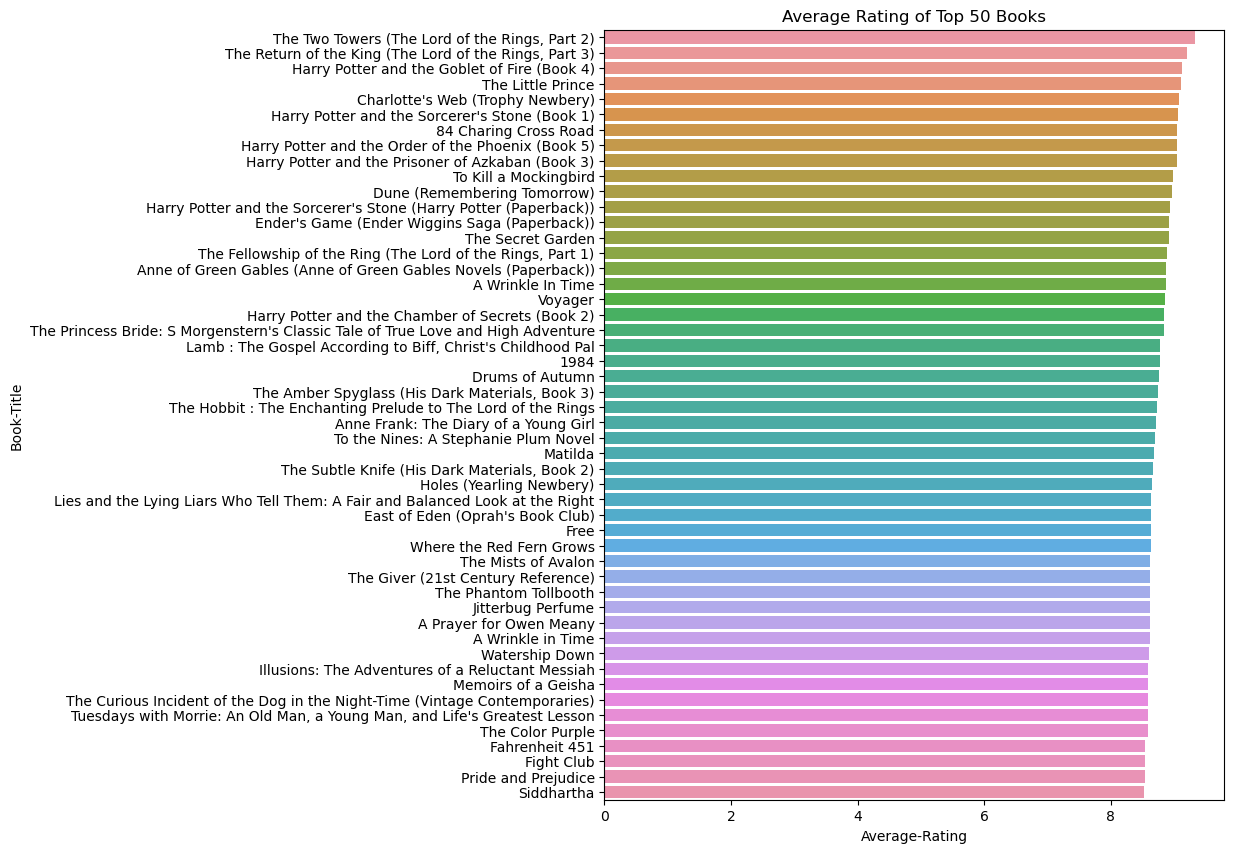 Average Rating of Top 50 Books
Book-Title
The Two Towers (The Lord of the Rings, Part 2)
The Return of the King (The Lord of the Rings, Part 3)
Harry Potter and the Goblet of Fire (Book 4)
The Little Prince
Charlotte's Web (Trophy Newbery)
Harry Potter and the Sorcerer's Stone (Book 1)
84 Charing Cross Road
Harry Potter and the Order of the Phoenix (Book 5)
Harry Potter and the Prisoner of Azkaban (Book 3)
To Kill a Mockingbird
Dune (Remembering Tomorrow)
Harry Potter and the Sorcerer's Stone (Harry Potter (Paperback))
Ender's Game (Ender Wiggins Saga (Paperback))
The Secret Garden
The Fellowship of the Ring (The Lord of the Rings, Part 1)
Anne of Green Gables (Anne of Green Gables Novels (Paperback))
A Wrinkle In Time
Voyager
Harry Potter and the Chamber of Secrets (Book 2)
The Princess Bride: S Morgenstern's Classic Tale of True Love and High Adventure
Lamb : The Gospel According to Biff, Christ's Childhood Pal
1984
Drums of Autumn
The Amber Spyglass (His Dark Materials, Book 3)
The Hobbit : The Enchanting Prelude to The Lord of the Rings
Anne Frank: The Diary of a Young Girl
To the Nines: A Stephanie Plum Novel
Matilda
The Subtle Knife (His Dark Materials, Book 2)
Holes (Yearling Newbery)
Lies and the Lying Liars Who Tell Them: A Fair and Balanced Look at the Right
East of Eden (Oprah's Book Club)
Free
Where the Red Fern Grows
The Mists of Avalon
The Giver (21st Century Reference)
The Phantom Tollbooth
Jitterbug Perfume
A Prayer for Owen Meany
A Wrinkle in Time
Watership Down
Illusions: The Adventures of a Reluctant Messiah
Memoirs of a Geisha
The Curious Incident of the Dog in the Night-Time (Vintage Contemporaries)
Tuesdays with Morrie: An Old Man, a Young Man, and Life's Greatest Lesson
The Color Purple
Fahrenheit 451
Fight Club
Pride and Prejudice
Siddhartha
0 2 4 6 8
Average-Rating